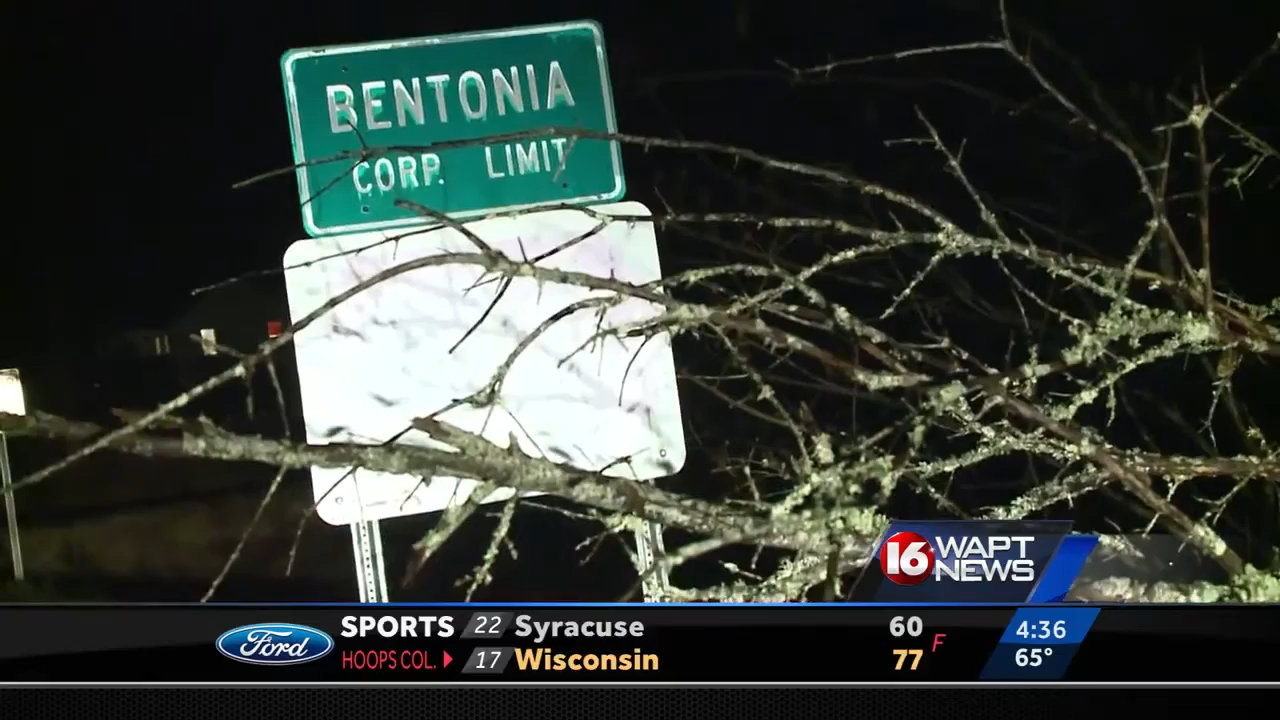 BENTONIA
CORP. LIMIT
16 WAPT
NEWS
Ford
SPORTS 22 Syracuse 60
HOOPS COL. 17 Wisconsin 77 F
4:36
65°